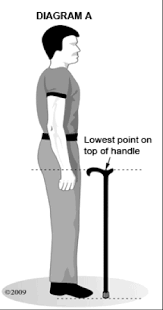 DIAGRAM A
Lowest point on
top of handle
©2009